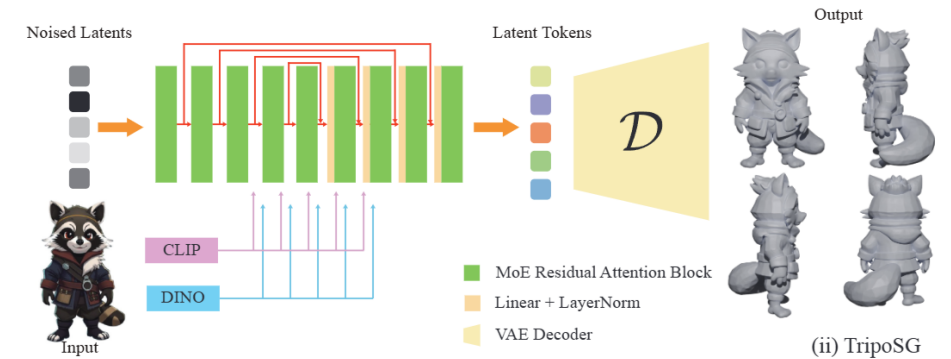 Noised Latents
Latent Tokens
Output
D
CLIP
DINO
MoE Residual Attention Block
Linear + LayerNorm
VAE Decoder
Input
(ii) TripoSG